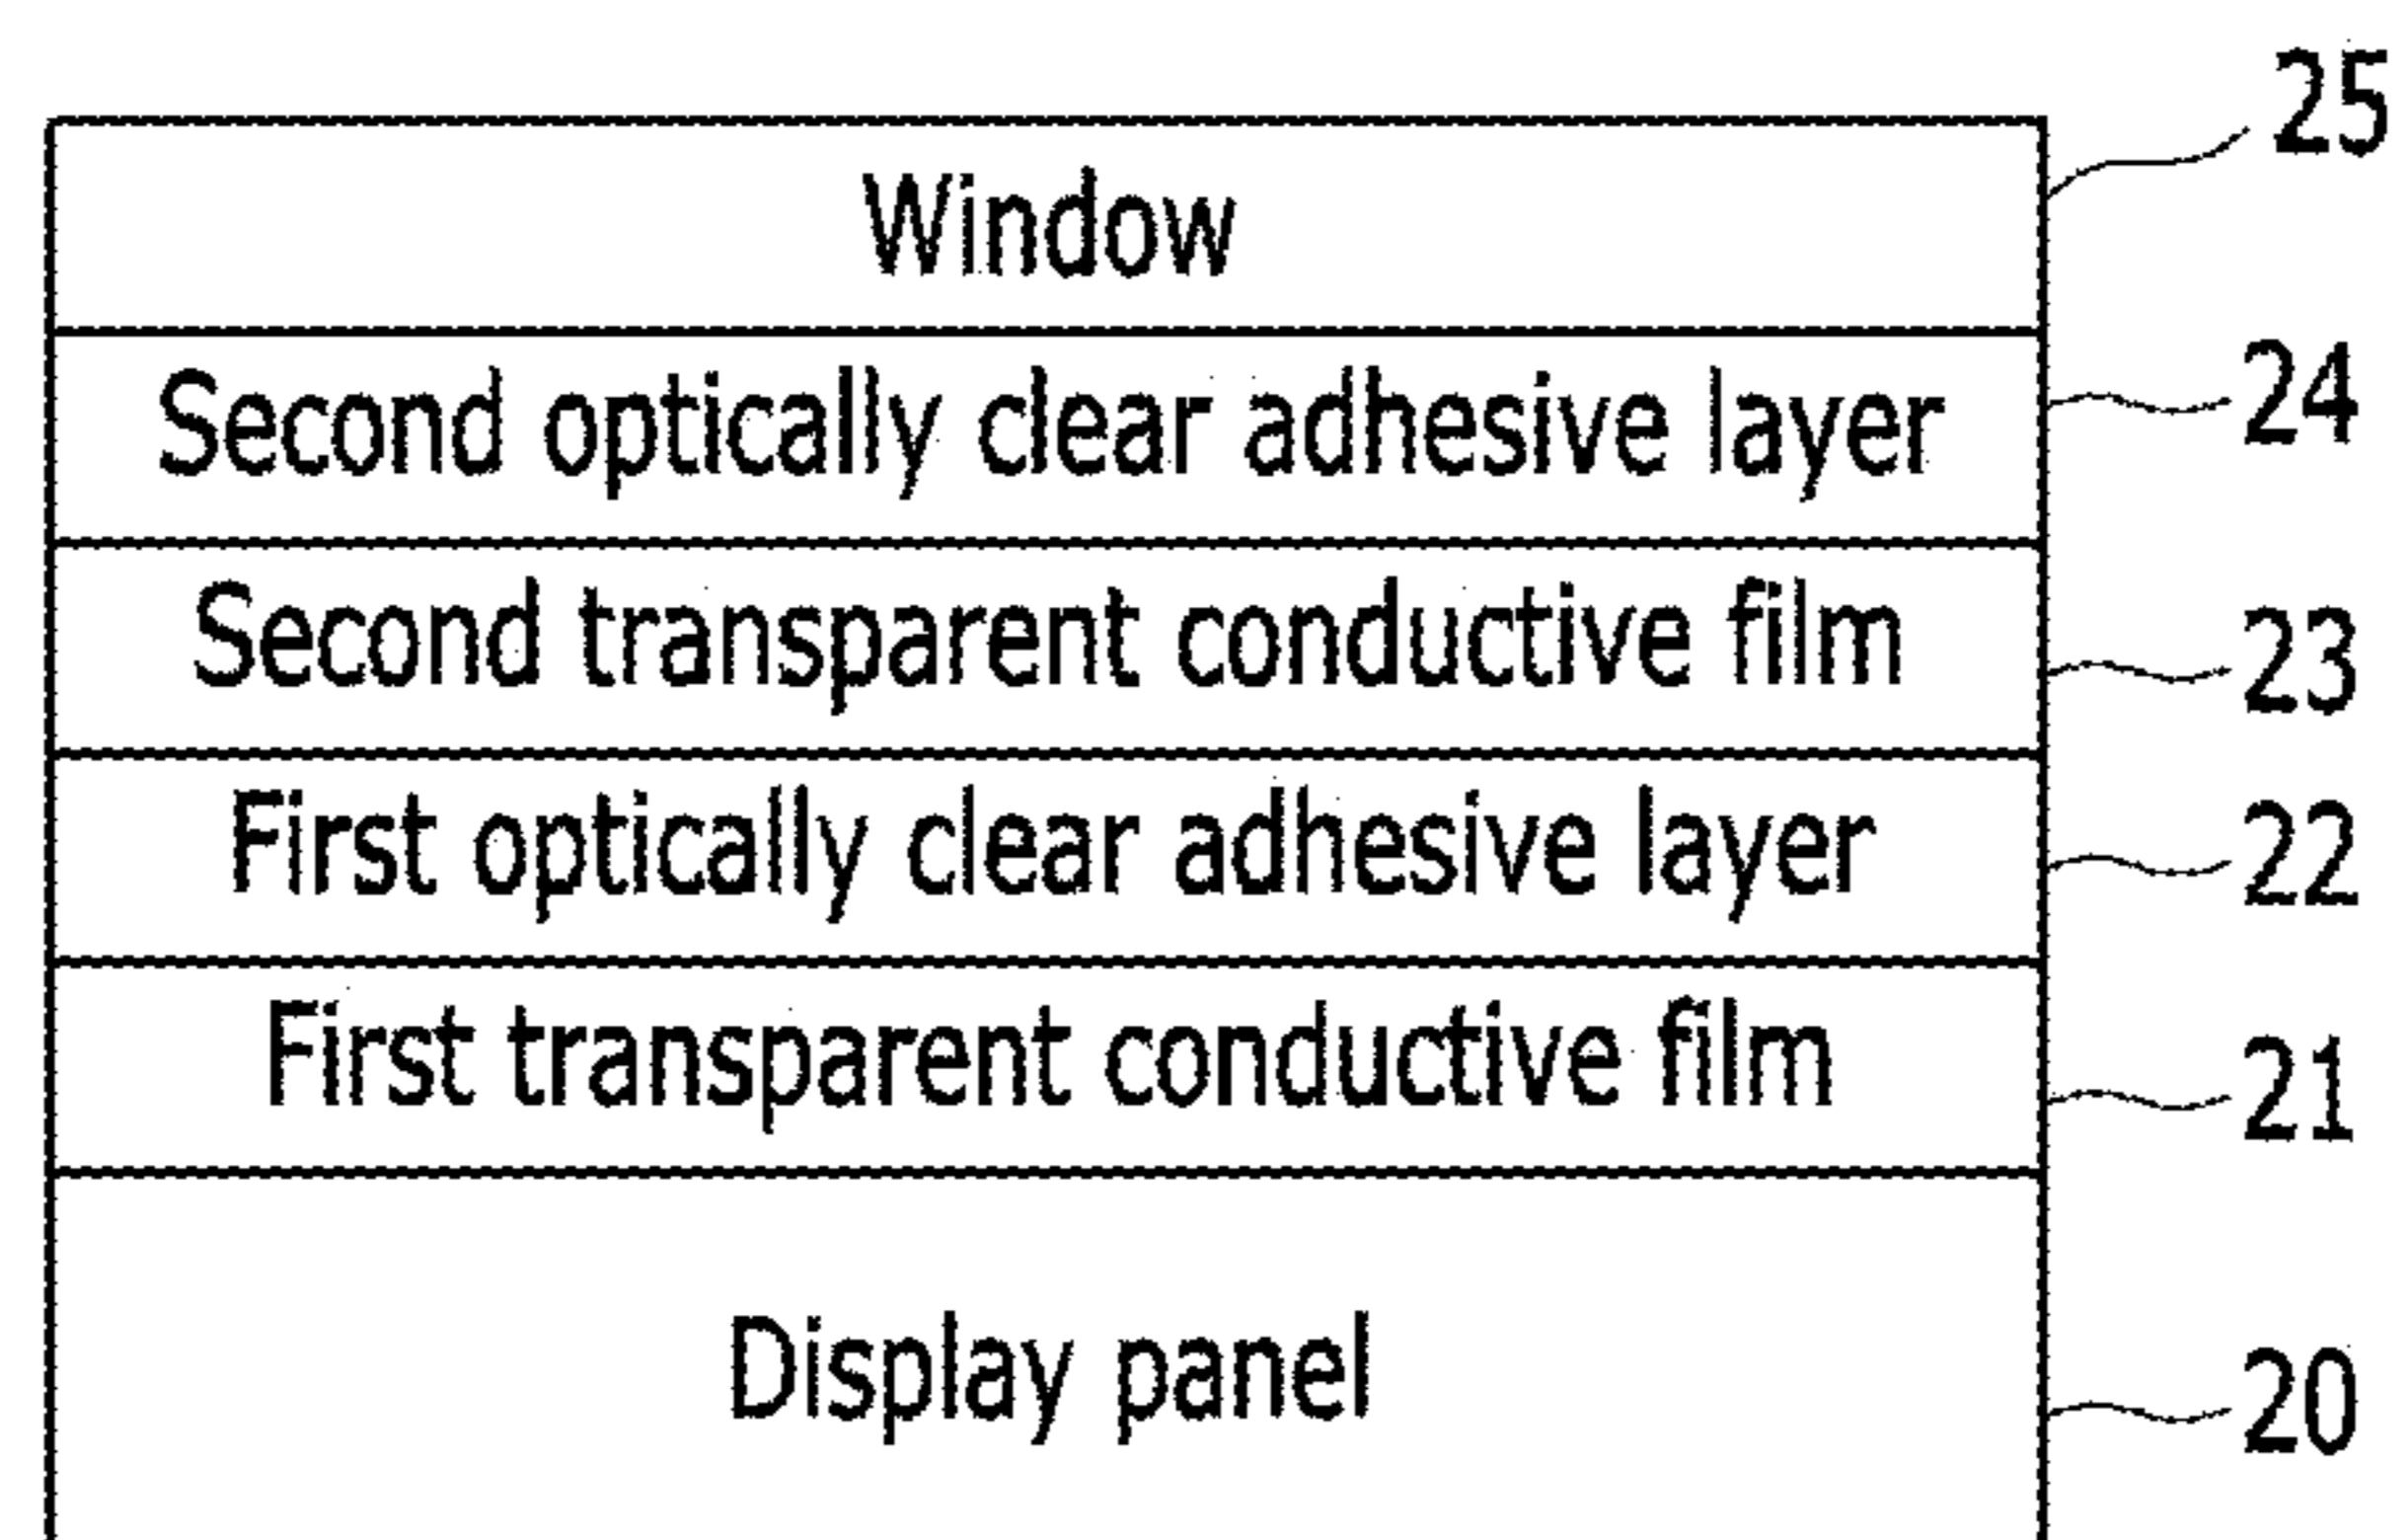 25
Window
Second optically clear adhesive layer
24
Second transparent conductive film
23
First optically clear adhesive layer
22
First transparent conductive film
21
Display panel
20